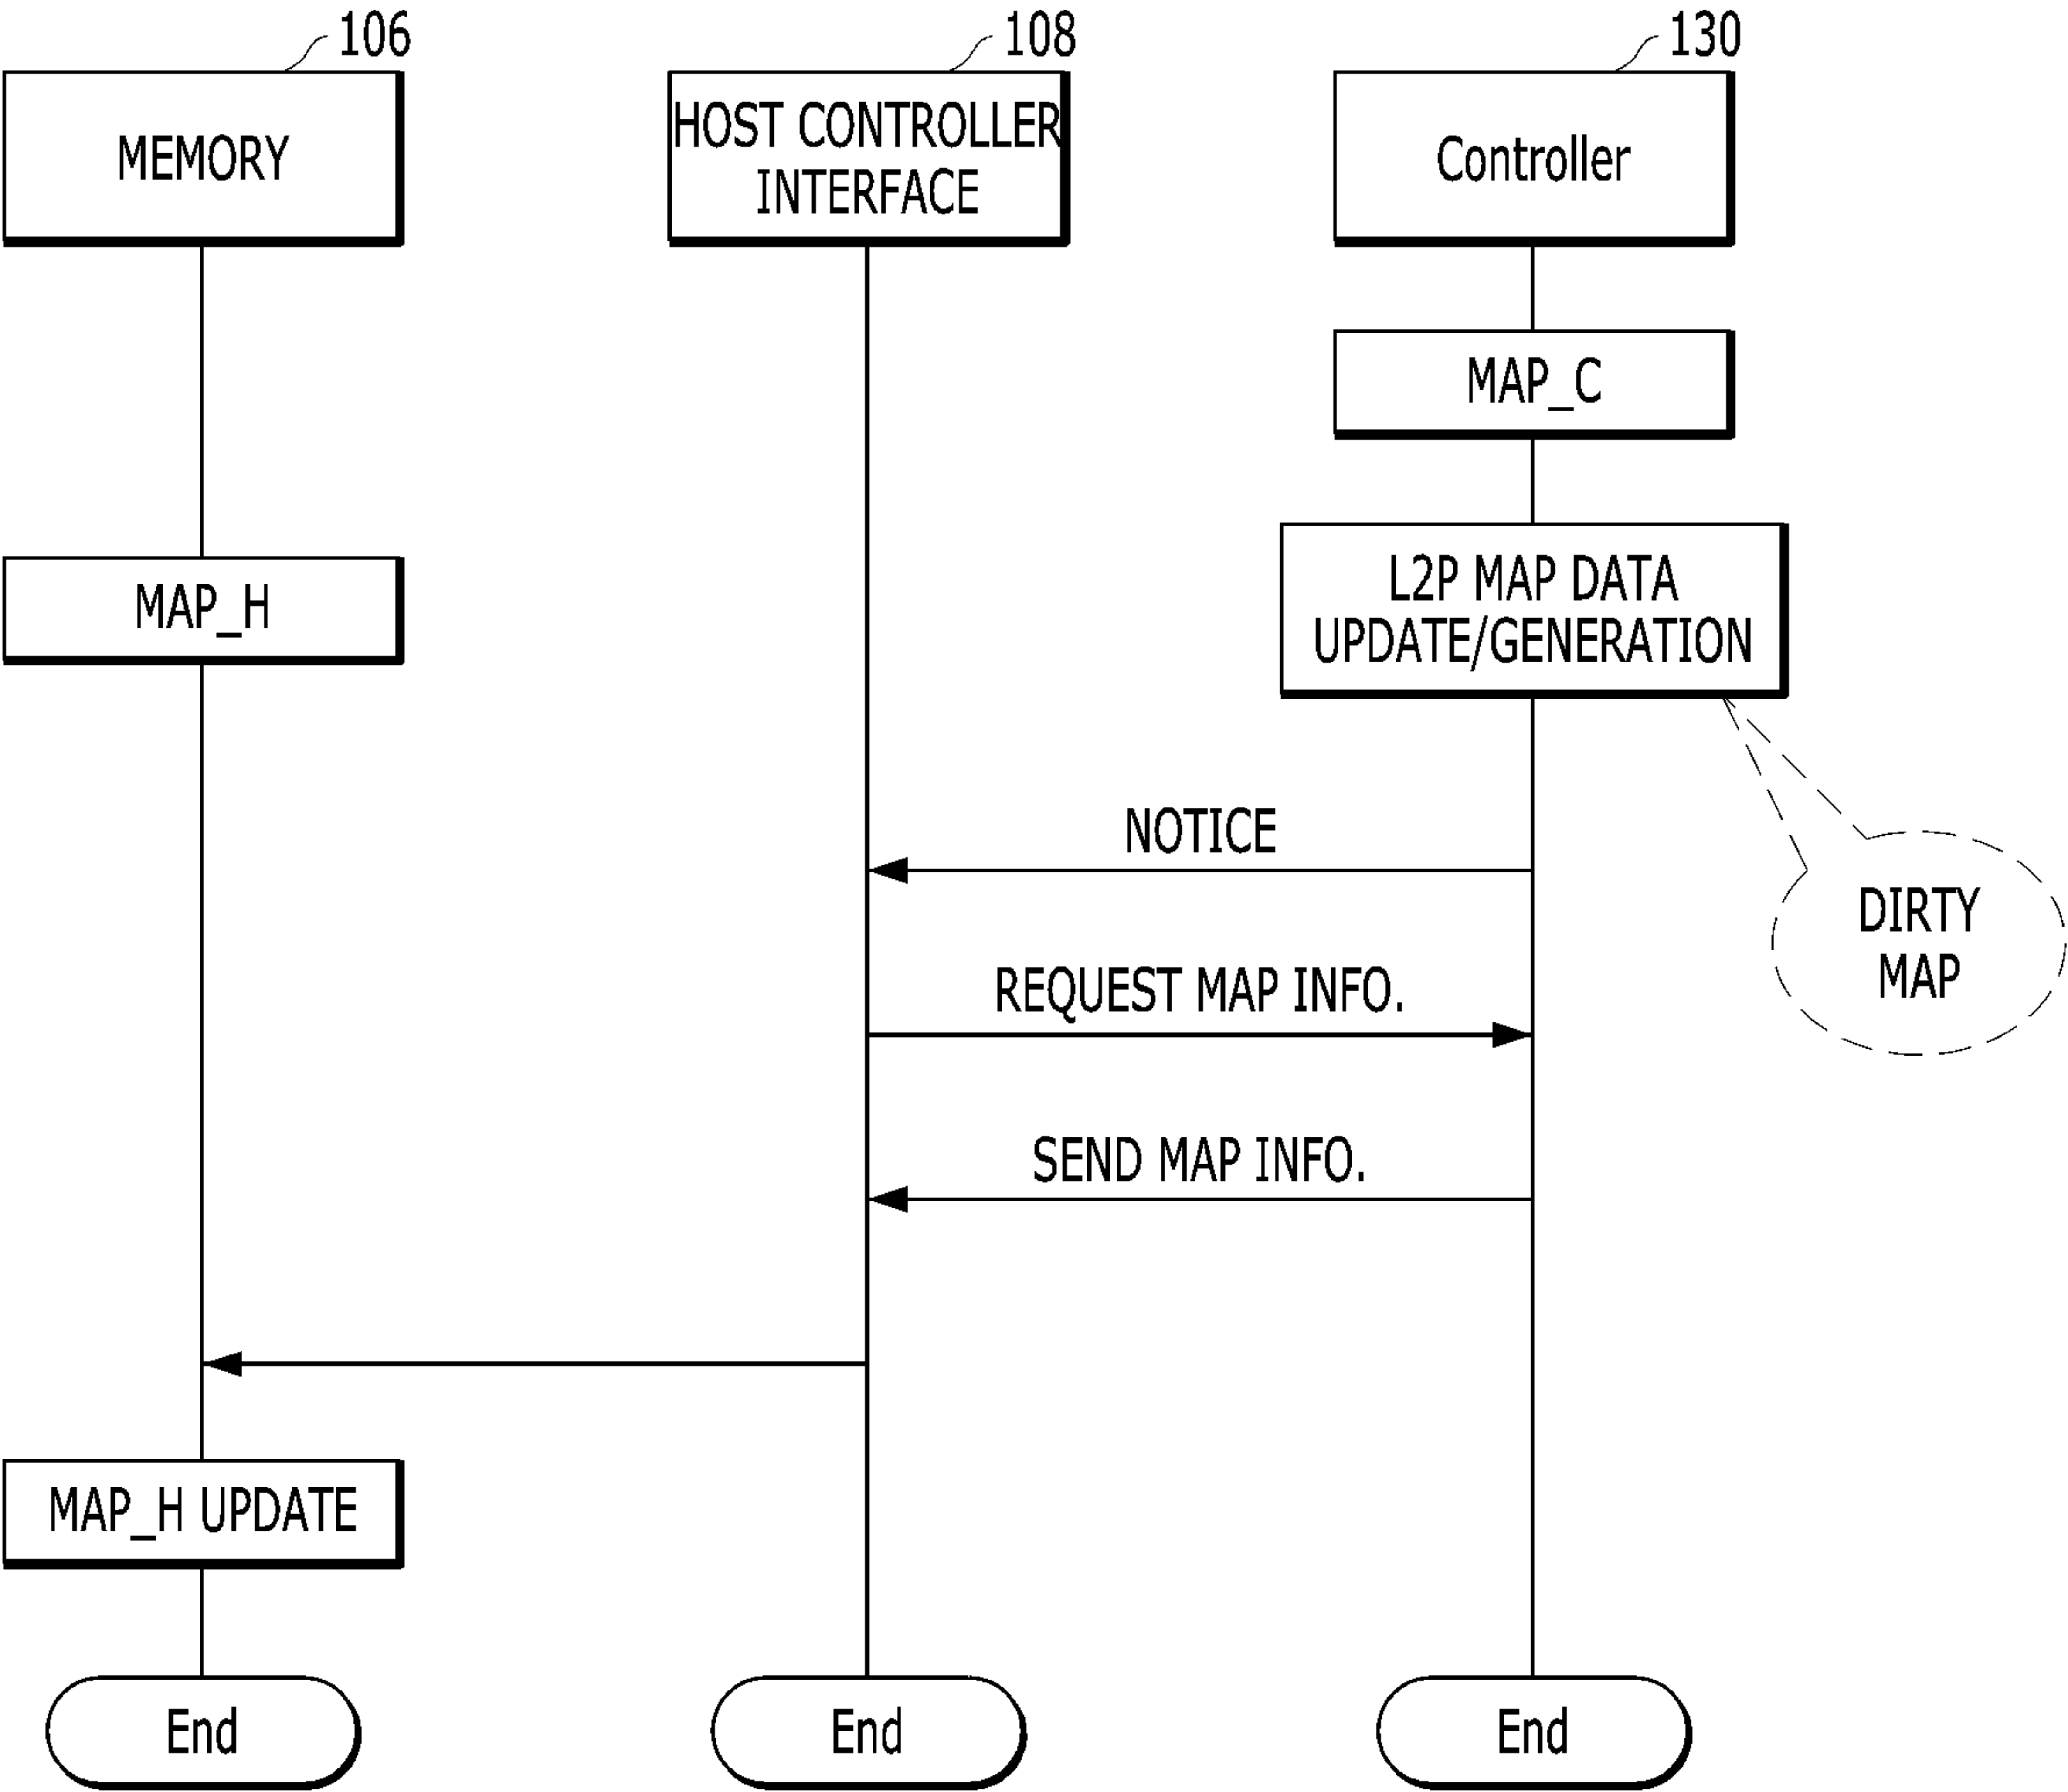 106
108
130
MEMORY
HOST CONTROLLER
INTERFACE
Controller
MAP_C
MAP_H
L2P MAP DATA
UPDATE/GENERATION
NOTICE
DIRTY
MAP
REQUEST MAP INFO.
SEND MAP INFO.
MAP_H UPDATE
End
End
End